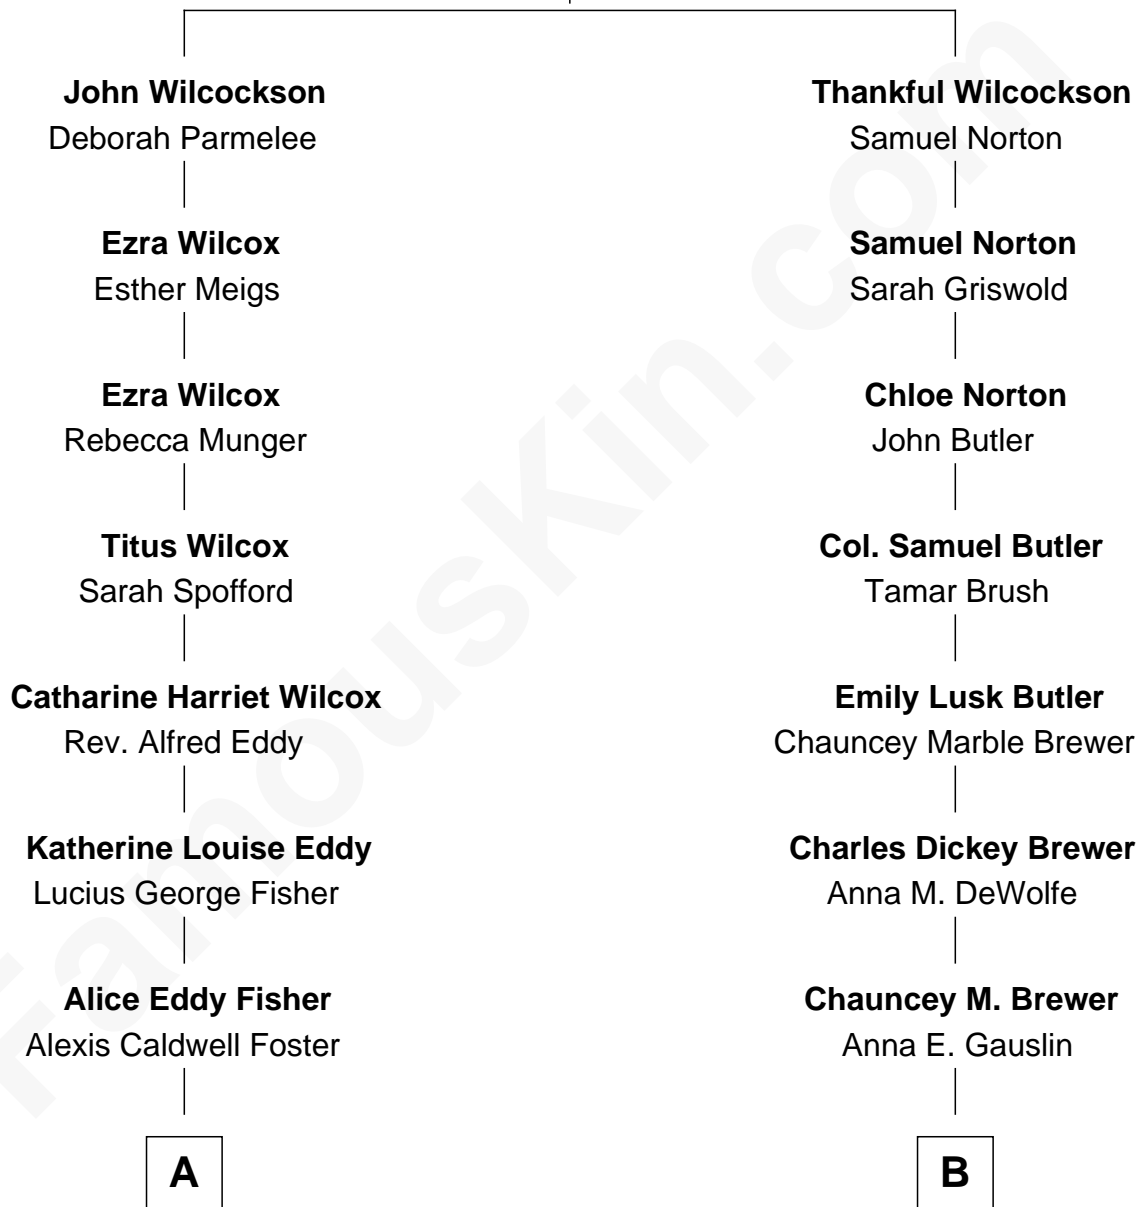 John Wilcockson
Deborah Parmelee
Ezra Wilcox
Esther Meigs
Ezra Wilcox
Rebecca Munger
Titus Wilcox
Sarah Spofford
Catharine Harriet Wilcox
Rev. Alfred Eddy
Katherine Louise Eddy
Lucius George Fisher
Alice Eddy Fisher
Alexis Caldwell Foster
A
Thankful Wilcockson
Samuel Norton
Samuel Norton
Sarah Griswold
Chloe Norton
John Butler
Col. Samuel Butler
Tamar Brush
Emily Lusk Butler
Chauncey Marble Brewer
Charles Dickey Brewer
Anna M. DeWolfe
Chauncey M. Brewer
Anna E. Gauslin
B
FamousKin.com